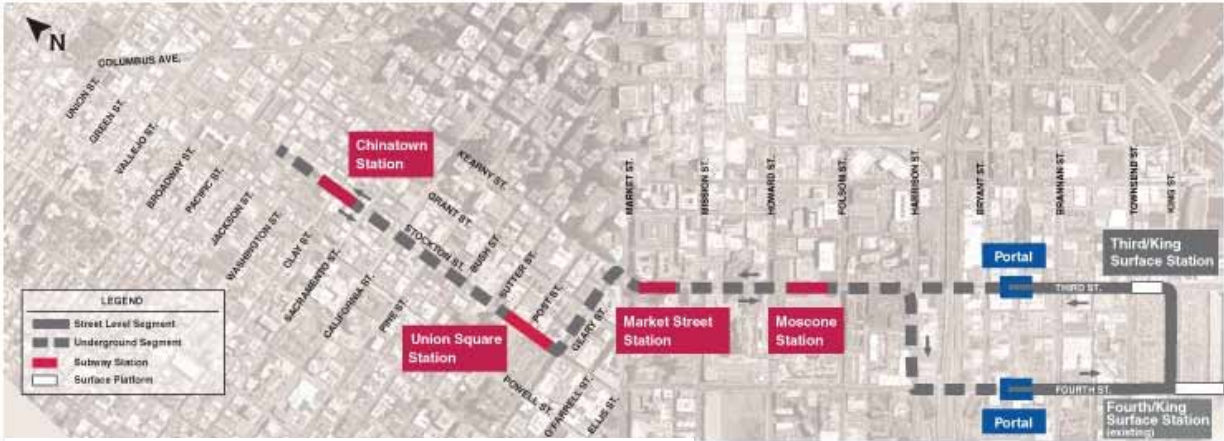 N
COLUMBUS AVE.
UNION ST.
GREEN ST.
VALLEJO ST.
BROADWAY ST.
PACIFIC ST.
JACKSON ST.
WASHINGTON ST.
CLAY ST.
SACRAMENTO ST.
CALIFORNIA ST.
PINE ST.
Chinatown
Station
KEARNY ST.
GRANT ST.
STOCKTON ST.
BUSH ST.
SUTTER ST.
POST ST.
GEARY ST.
Union Square
Station
POWELL ST.
O'FARRELL ST.
ELLIS ST.
MARKET ST.
MISSION ST.
HOWARD ST.
FOLSOM ST.
HARRISON ST.
BRYANT ST.
BRANNAN ST.
TOWNSEND ST.
KING ST.
Market Street
Station
Moscone
Station
Portal
Third/King
Surface Station
THIRD ST.
FOURTH ST.
Portal
Fourth/King
Surface Station
(existing)
LEGEND
Street Level Segment
Underground Segment
Subway Station
Surface Platform